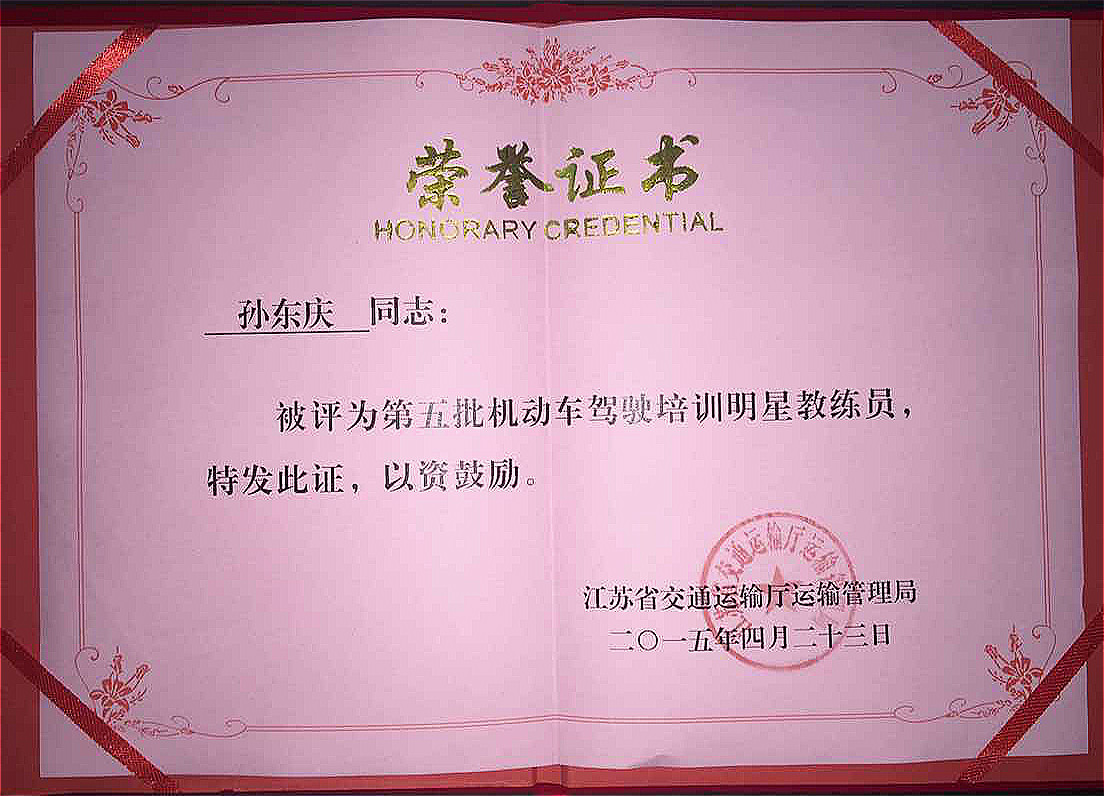 荣誉证书
HONORARY CREDENTIAL
孙东庆 同志：
被评为第五批机动车驾驶培训明星教练员，
特发此证，以资鼓励。
江苏省交通运输厅运输管理局
二〇一五年四月二十三日